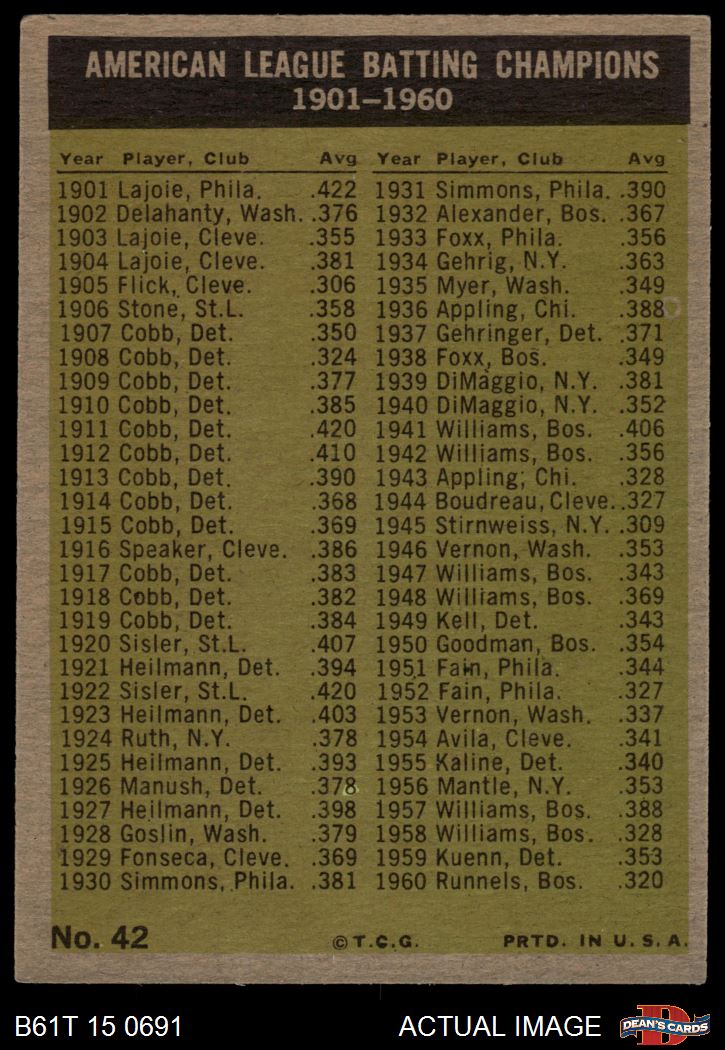 AMERICAN LEAGUE BATTING CHAMPIONS
1901–1960
Year Player, Club Avg
1901 Lajoie, Phila. .422
1902 Delahanty, Wash. .376
1903 Lajoie, Cleve. .355
1904 Lajoie, Cleve. .381
1905 Flick, Cleve. .306
1906 Stone, St.L. .358
1907 Cobb, Det. .350
1908 Cobb, Det. .324
1909 Cobb, Det. .377
1910 Cobb, Det. .385
1911 Cobb, Det. .420
1912 Cobb, Det. .410
1913 Cobb, Det. .390
1914 Cobb, Det. .368
1915 Cobb, Det. .369
1916 Speaker, Cleve. .386
1917 Cobb, Det. .383
1918 Cobb, Det. .382
1919 Cobb, Det. .384
1920 Sisler, St.L. .407
1921 Heilmann, Det. .394
1922 Sisler, St.L. .420
1923 Heilmann, Det. .403
1924 Ruth, N.Y. .378
1925 Heilmann, Det. .393
1926 Manush, Det. .378
1927 Heilmann, Det. .398
1928 Goslin, Wash. .379
1929 Fonseca, Cleve. .369
1930 Simmons, Phila. .381
Year Player, Club Avg
1931 Simmons, Phila. .390
1932 Alexander, Bos. .367
1933 Foxx, Phila. .356
1934 Gehrig, N.Y. .363
1935 Myer, Wash. .349
1936 Appling, Chi. .388
1937 Gehringer, Det. .371
1938 Foxx, Bos. .349
1939 DiMaggio, N.Y. .381
1940 DiMaggio, N.Y. .352
1941 Williams, Bos. .406
1942 Williams, Bos. .356
1943 Appling; Chi. .328
1944 Boudreau, Cleve. .327
1945 Stirnweiss, N.Y. .309
1946 Vernon, Wash. .353
1947 Williams, Bos. .343
1948 Williams, Bos. .369
1949 Kell, Det. .343
1950 Goodman, Bos. .354
1951 Fain, Phila. .344
1952 Fain, Phila. .327
1953 Vernon, Wash. .337
1954 Avila, Cleve. .341
1955 Kaline, Det. .340
1956 Mantle, N.Y. .353
1957 Williams, Bos. .388
1958 Williams, Bos. .328
1959 Kuenn, Det. .353
1960 Runnels, Bos. .320
No. 42 © T.C.G. PRTD. IN U.S.A.
B61T 15 0691 ACTUAL IMAGE DEAN'S CARDS